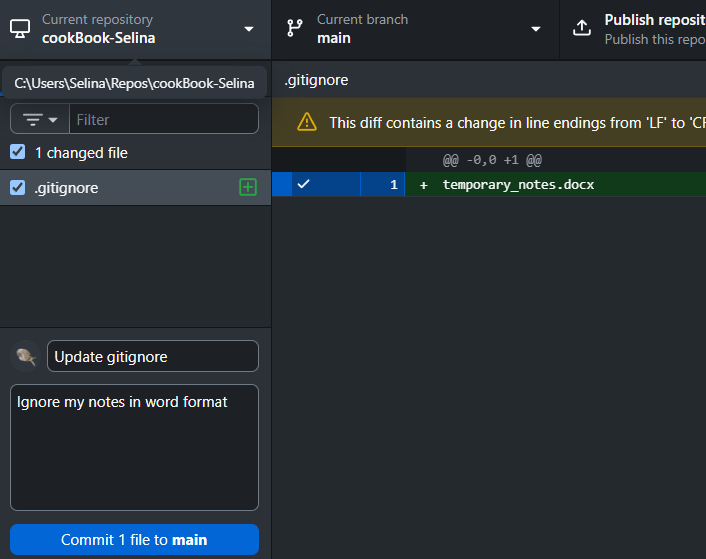 Current repository
cookBook-Selina
Current branch
main
Publish reposit
Publish this repo
C:\Users\Selina\Repos\cookBook-Selina
.gitignore
Filter
This diff contains a change in line endings from 'LF' to 'CF
1 changed file
@@ -0,0 +1 @@
.gitignore
1 + temporary_notes.docx
Update gitignore
Ignore my notes in word format
Commit 1 file to main